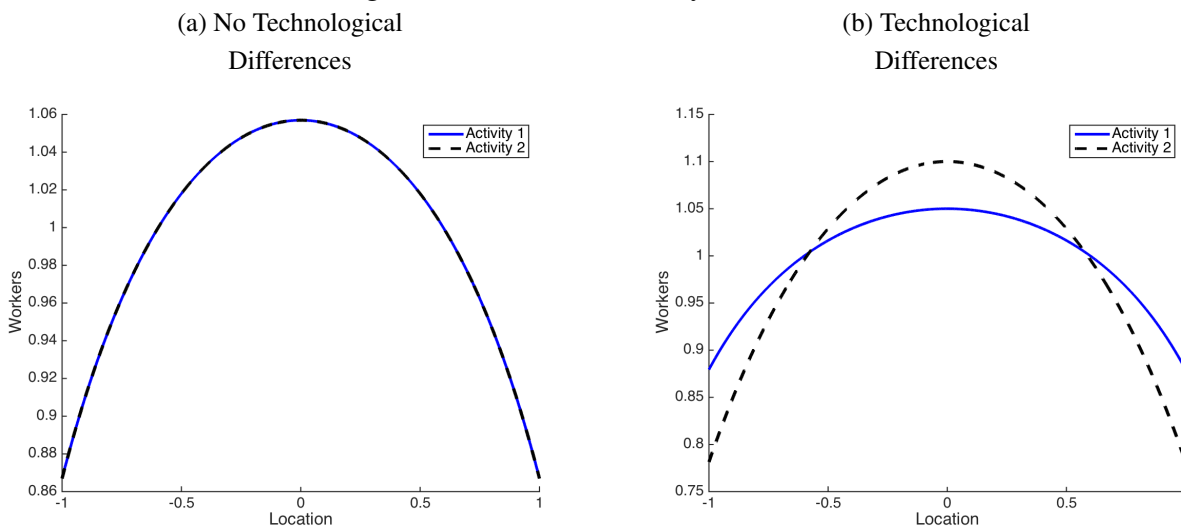 (a) No Technological
Differences
1.06
1.04
1.02
1
0.98
0.96
0.94
0.92
0.9
0.88
0.86
Workers
-1
-0.5
0
0.5
1
Location
Activity 1
Activity 2
(b) Technological
Differences
1.15
1.1
1.05
1
0.95
0.9
0.85
0.8
0.75
Workers
-1
-0.5
0
0.5
Location
Activity 1
Activity 2